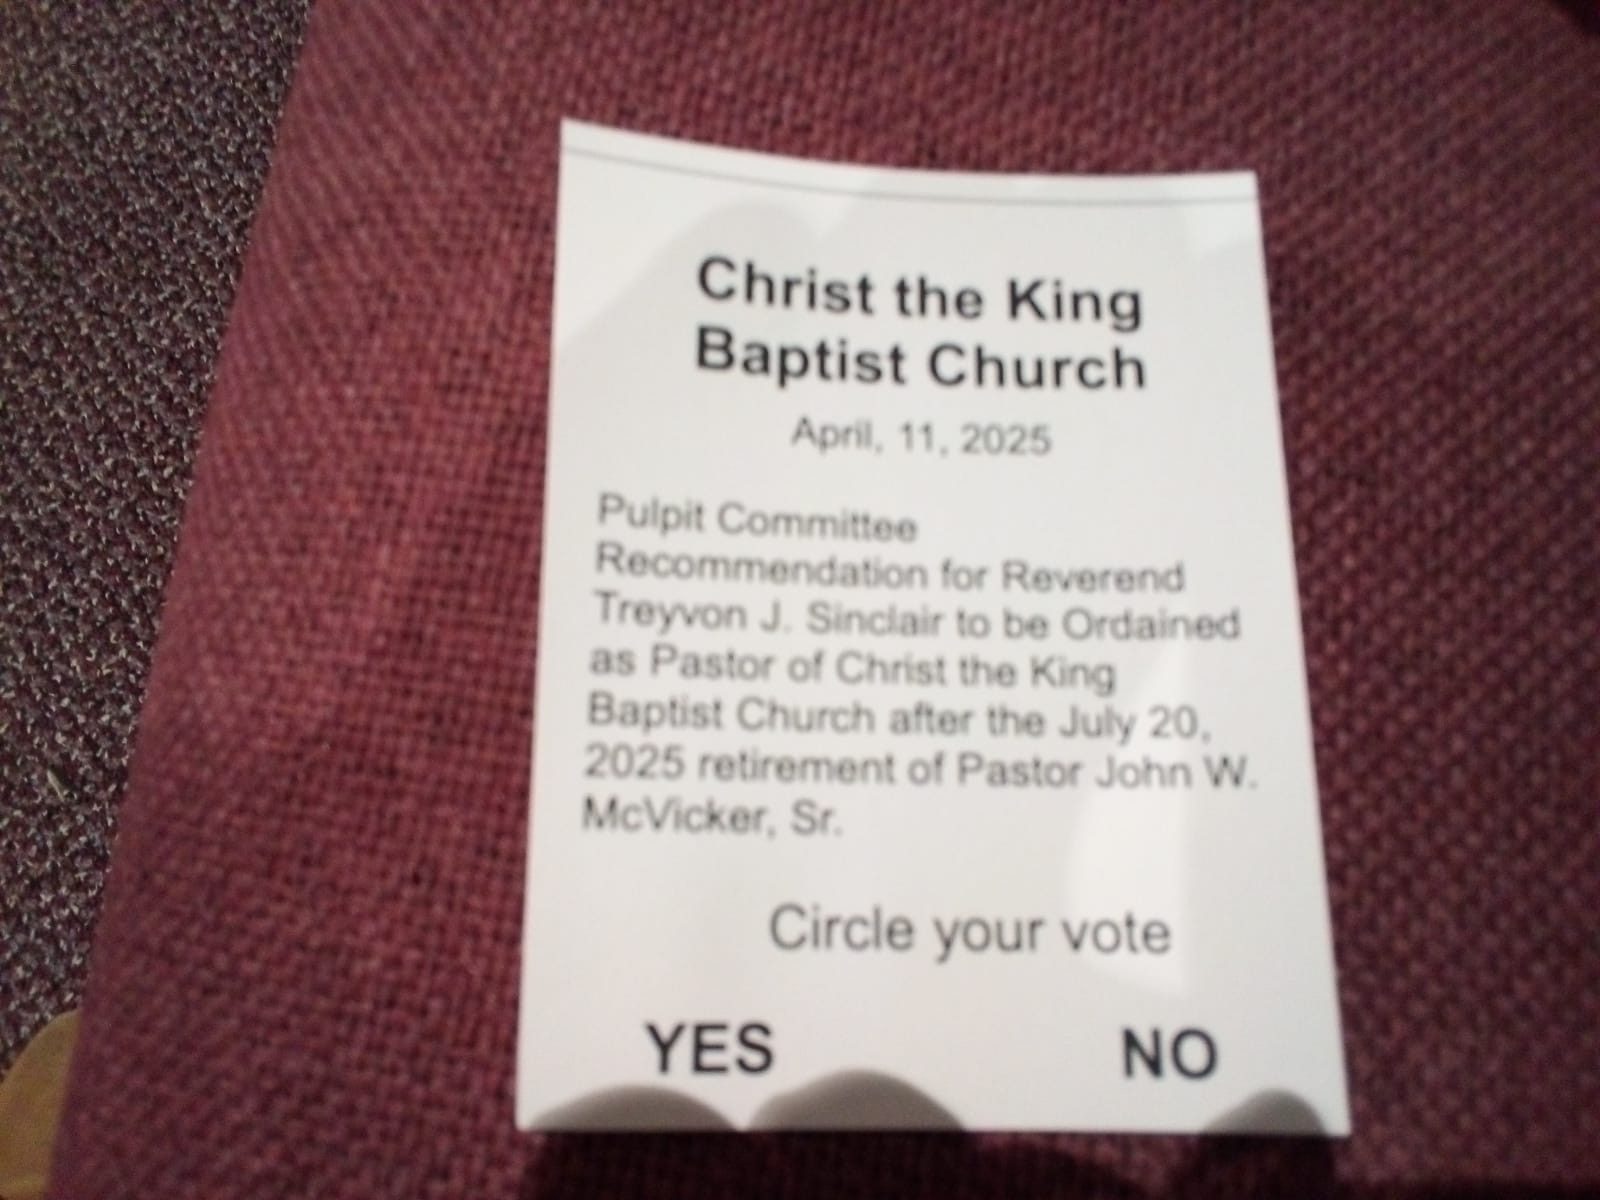 Christ the King
Baptist Church
April, 11, 2025
Pulpit Committee
Recommendation for Reverend
Treyvon J. Sinclair to be Ordained
as Pastor of Christ the King
Baptist Church after the July 20,
2025 retirement of Pastor John W.
McVicker, Sr.
Circle your vote
YES NO